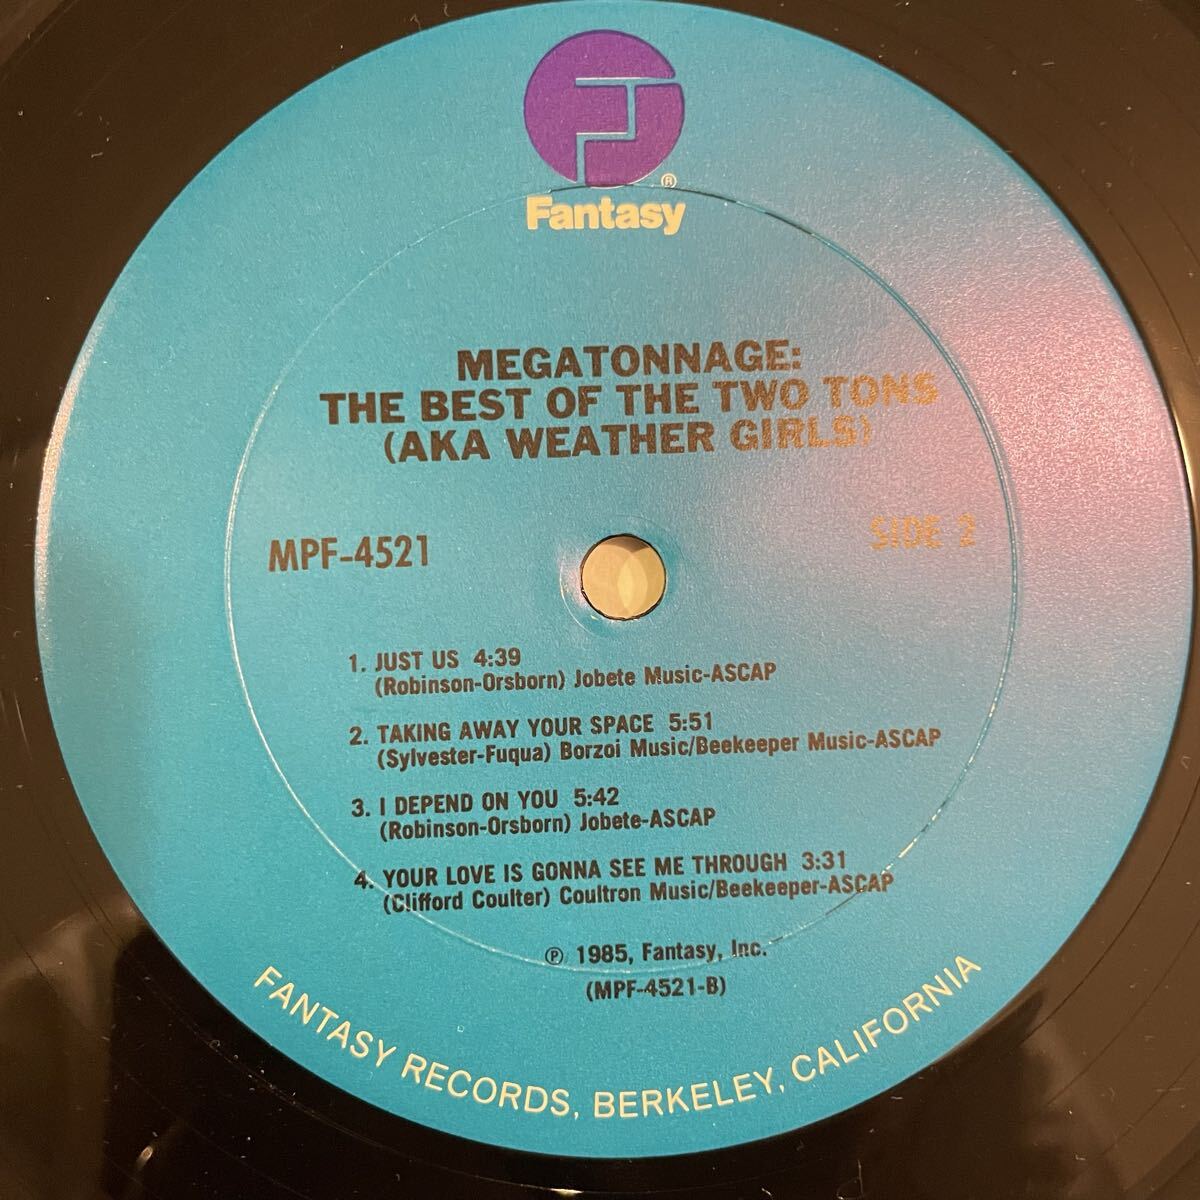 ®
Fantasy
MEGATONNAGE:
THE BEST OF THE TWO TONS
(AKA WEATHER GIRLS)
MPF-4521
SIDE 2
1. JUST US 4:39
(Robinson-Orsborn) Jobete Music-ASCAP
2. TAKING AWAY YOUR SPACE 5:51
(Sylvester-Fuqua) Borzoi Music/Beekeeper Music-ASCAP
3. I DEPEND ON YOU 5:42
(Robinson-Orsborn) Jobete-ASCAP
4. YOUR LOVE IS GONNA SEE ME THROUGH 3:31
(Clifford Coulter) Coultron Music/Beekeeper-ASCAP
℗ 1985, Fantasy, Inc.
(MPF-4521-B)
FANTASY RECORDS, BERKELEY, CALIFORNIA